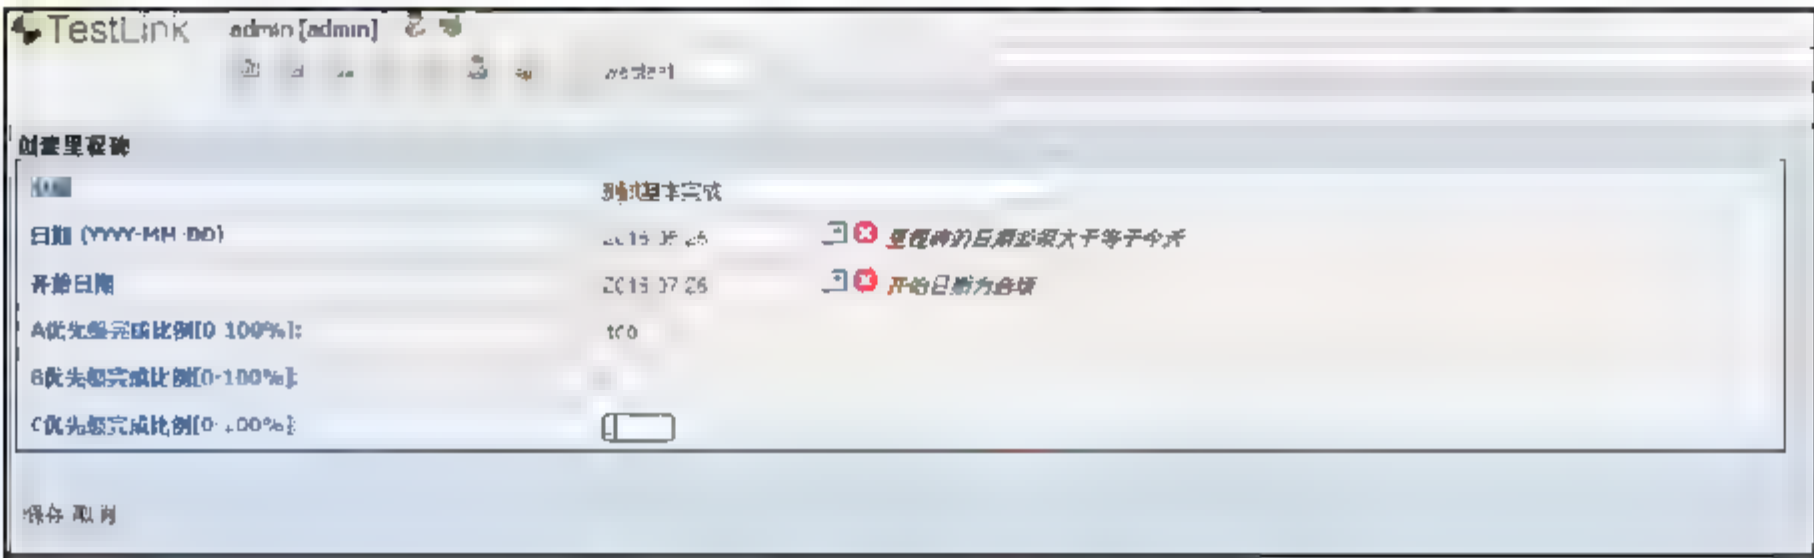 TestLink admin [admin]
创建里程碑
测试基本完成
日期 (YYYY-MM-DD)
里程碑的日期必须大于等于今天
开始日期 07-26
开始日期为选填
A优先级完成比例[0-100%]: 100
B优先级完成比例[0-100%]:
C优先级完成比例[0-100%]:
保存 取消